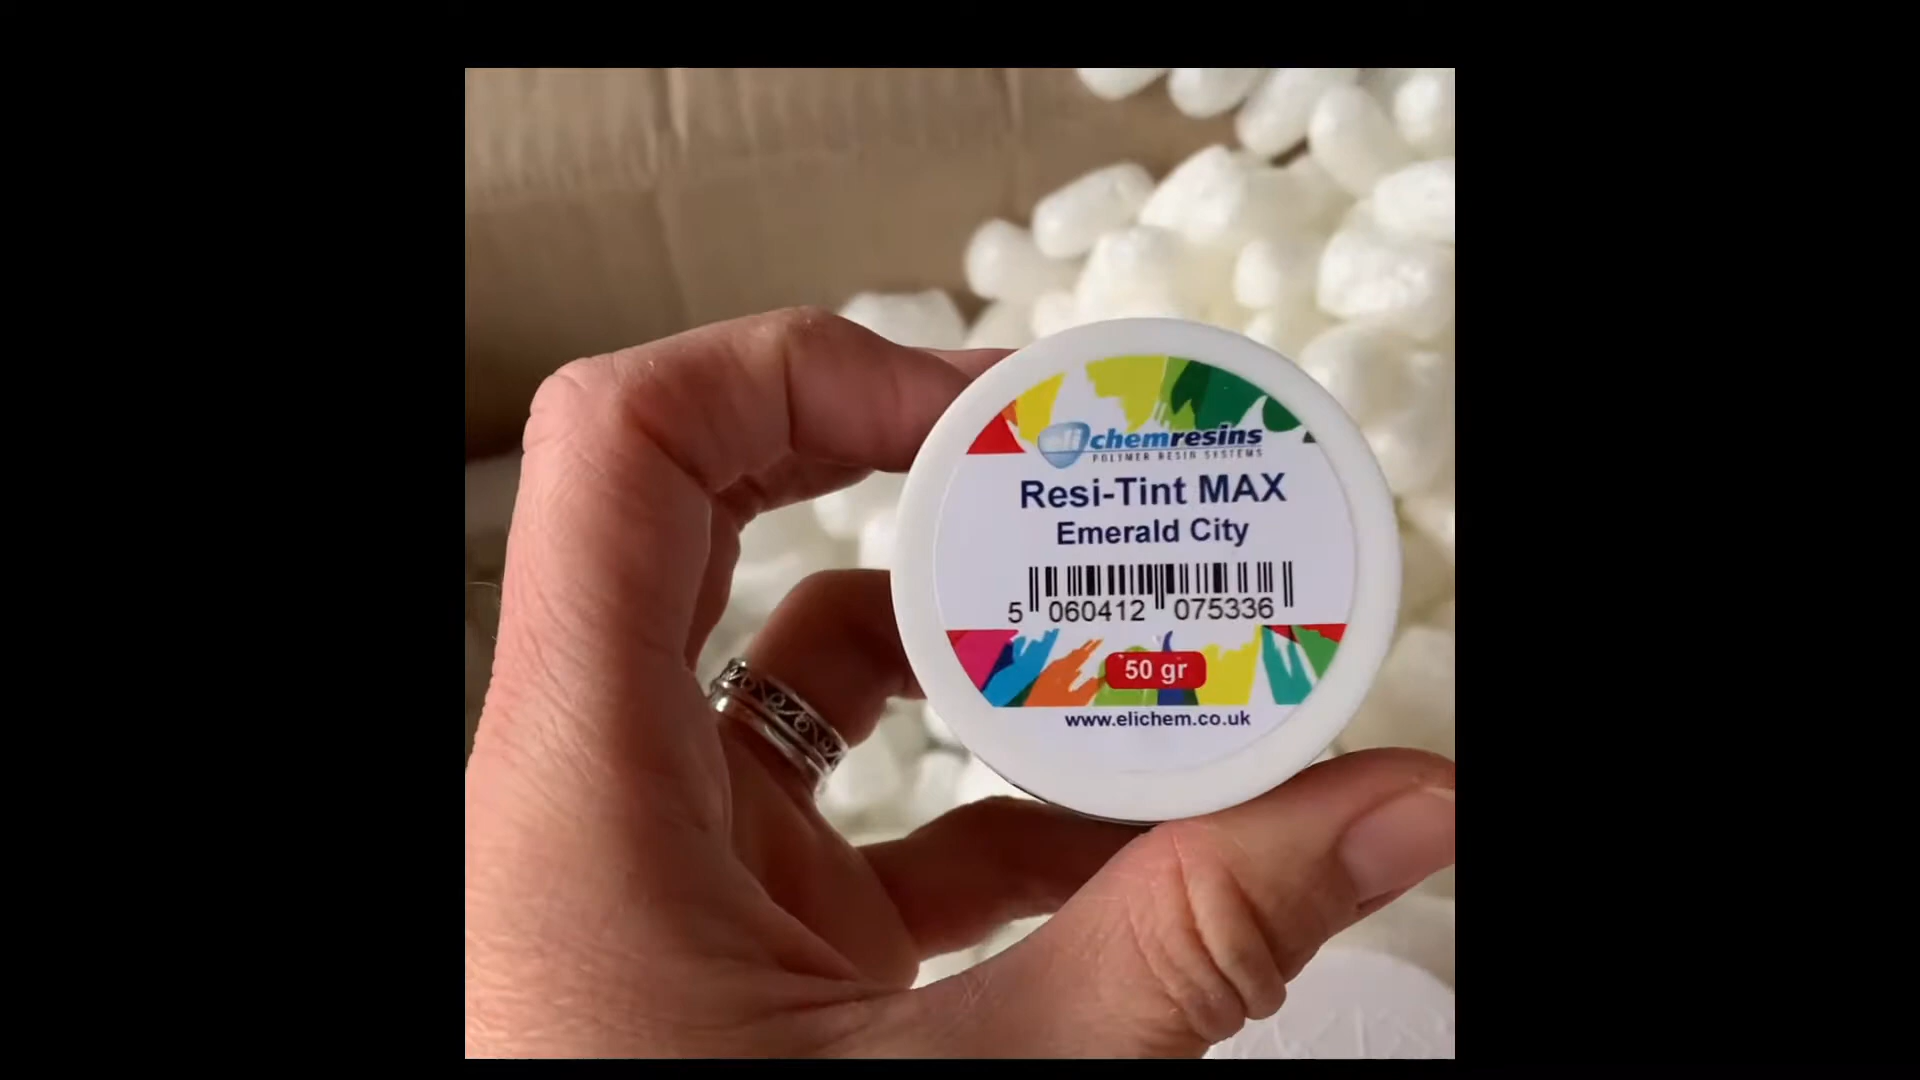 elichemresins
POLYMER RESIN SYSTEMS
Resi-Tint MAX
Emerald City
5 060412 075336
50 gr
www.elichem.co.uk